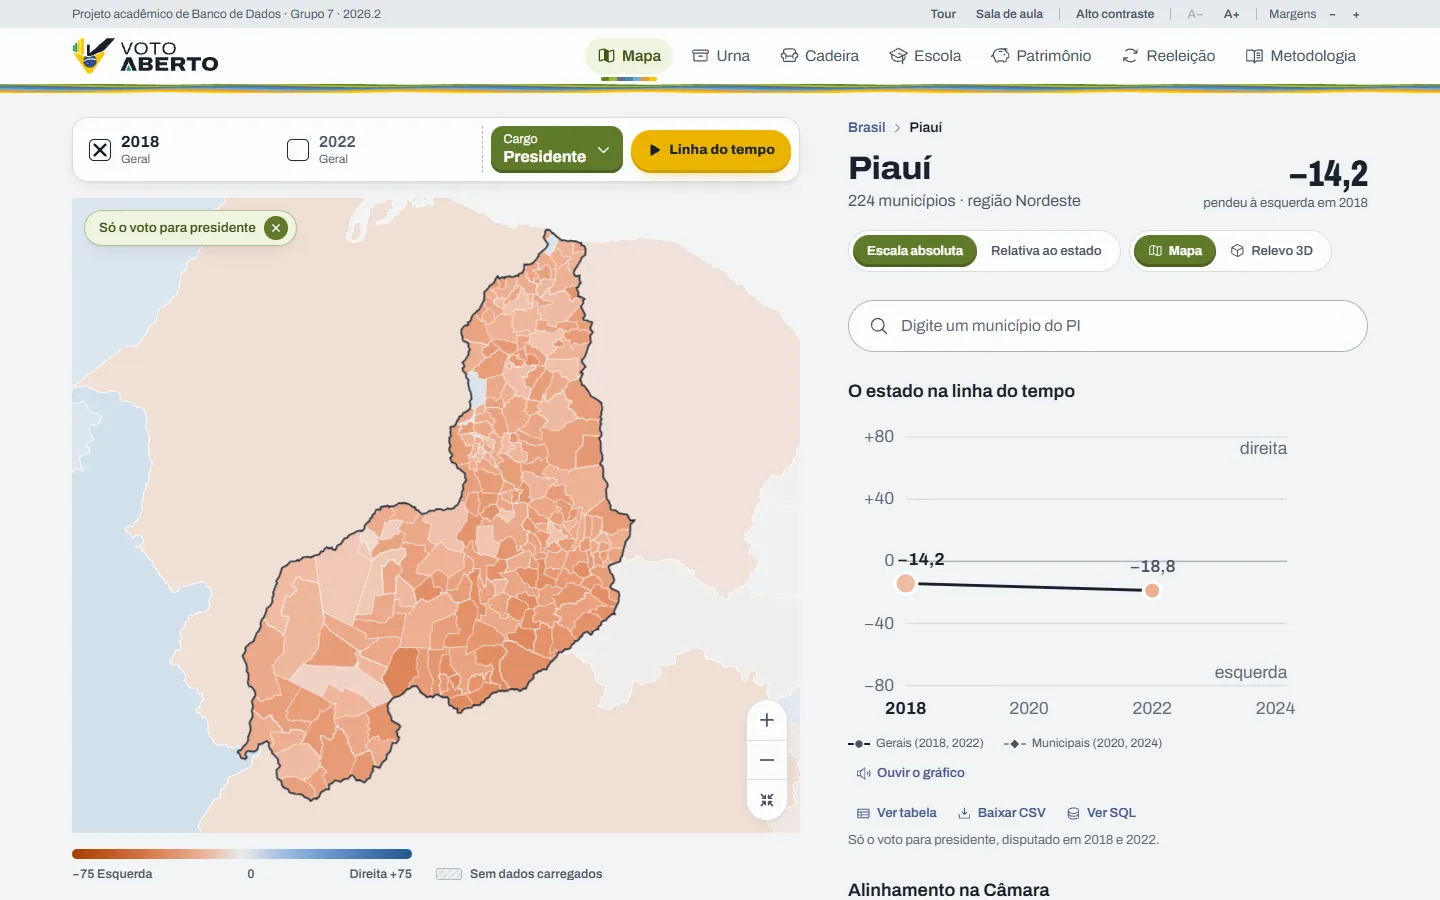 Projeto acadêmico de Banco de Dados · Grupo 7 · 2026.2
Tour
Sala de aula
Alto contraste
A−
A+
Margens
−
+
VOTO
ABERTO
Mapa
Urna
Cadeira
Escola
Patrimônio
Reeleição
Metodologia
2018
Geral
2022
Geral
Cargo
Presidente
Linha do tempo
Só o voto para presidente
−75 Esquerda
0
Direita +75
Sem dados carregados
Brasil
Piauí
Piauí
224 municípios · região Nordeste
−14,2
pendeu à esquerda em 2018
Escala absoluta
Relativa ao estado
Mapa
Relevo 3D
Digite um município do PI
O estado na linha do tempo
+80
direita
+40
0
−14,2
−18,8
−40
esquerda
−80
2018
2020
2022
2024
Gerais (2018, 2022)
Municipais (2020, 2024)
Ouvir o gráfico
Ver tabela
Baixar CSV
Ver SQL
Só o voto para presidente, disputado em 2018 e 2022.
Alinhamento na Câmara